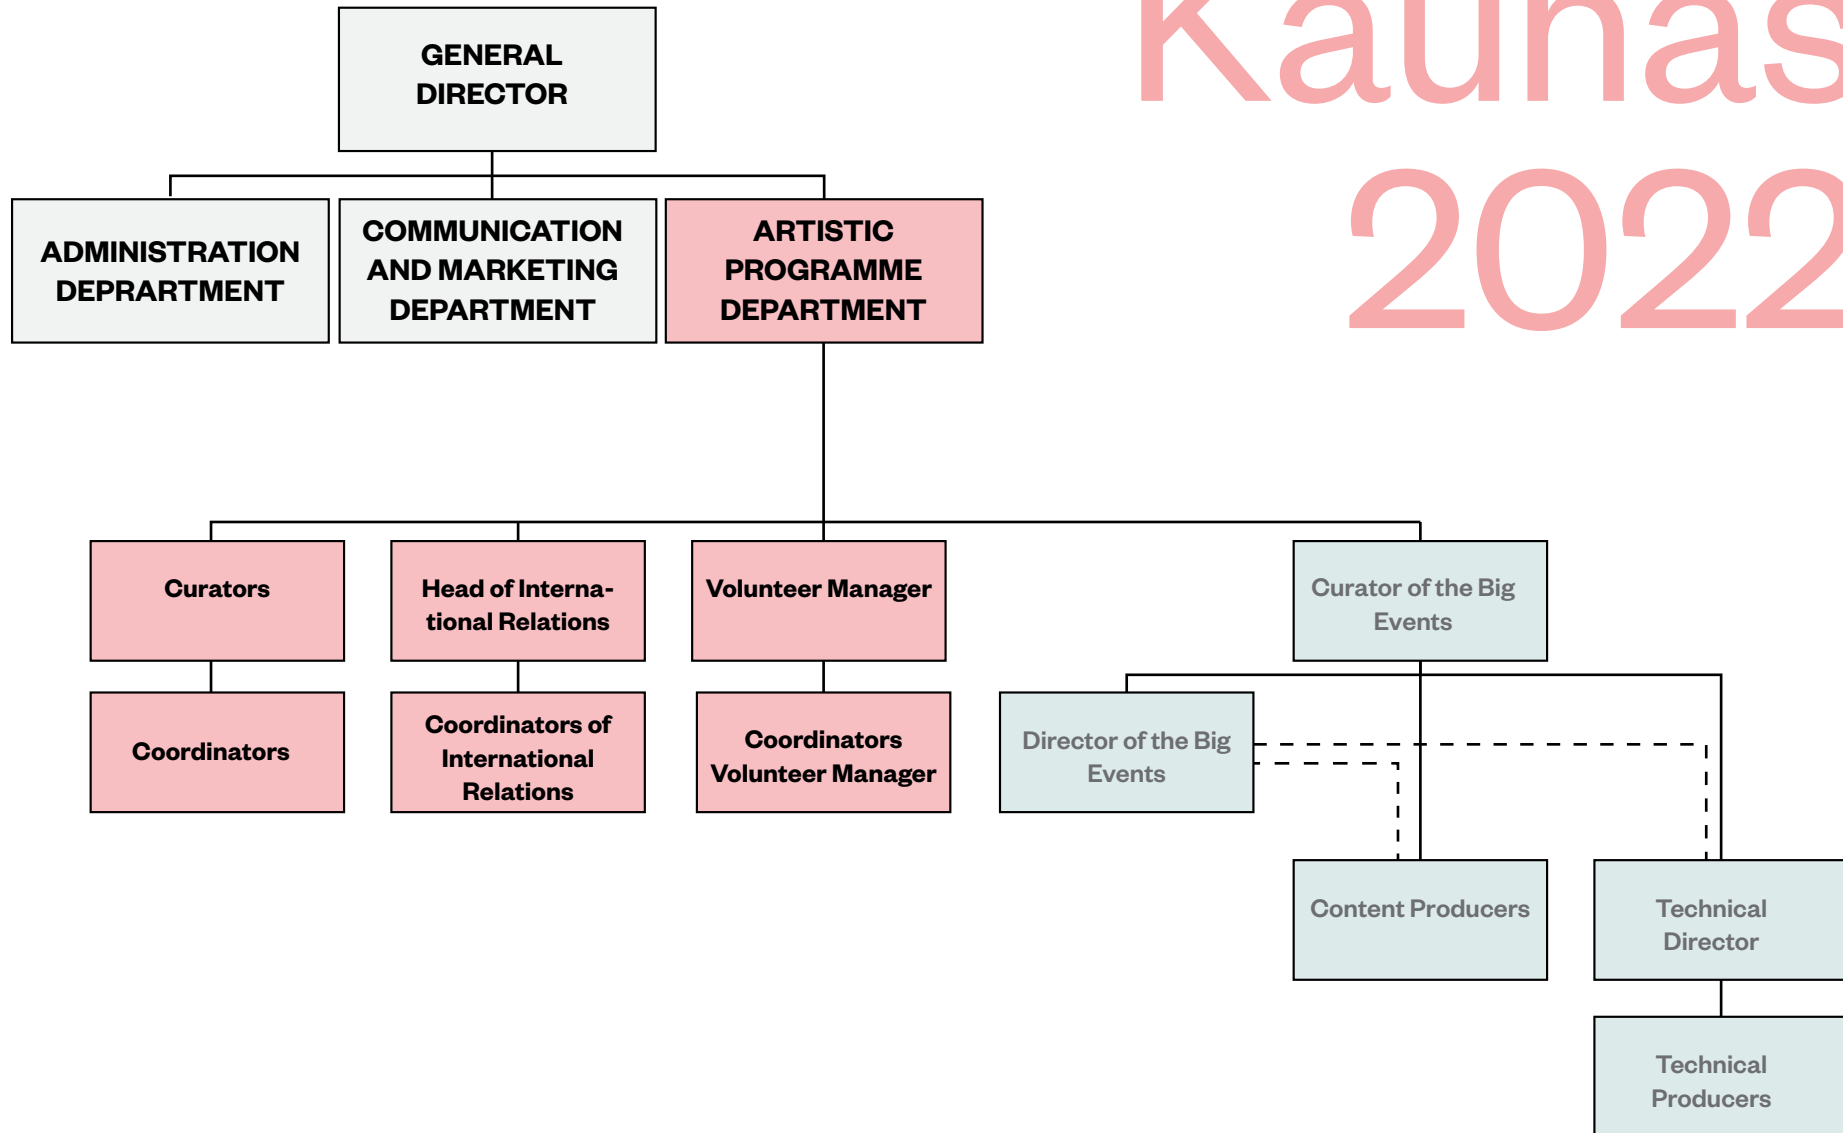 Kaunas
2022
GENERAL
DIRECTOR
ADMINISTRATION
DEPRARTMENT
COMMUNICATION
AND MARKETING
DEPARTMENT
ARTISTIC
PROGRAMME
DEPARTMENT
Curators
Head of Interna-
tional Relations
Volunteer Manager
Curator of the Big
Events
Coordinators
Coordinators of
International
Relations
Coordinators
Volunteer Manager
Director of the Big
Events
Content Producers
Technical
Director
Technical
Producers